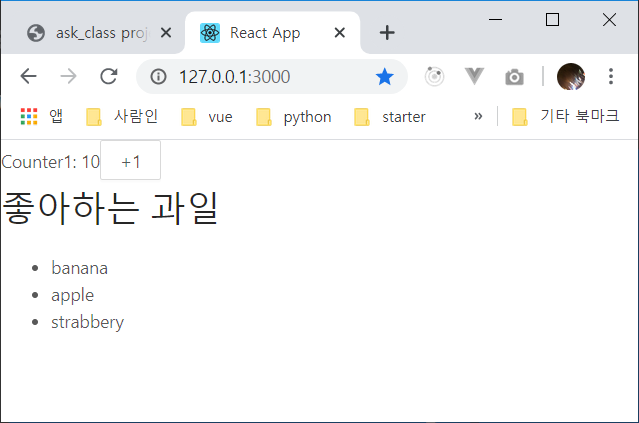 ask_class proj
React App
127.0.0.1:3000
앱 사람인 vue python starter » 기타 북마크
Counter1: 10 +1
좋아하는 과일
banana
apple
strabbery